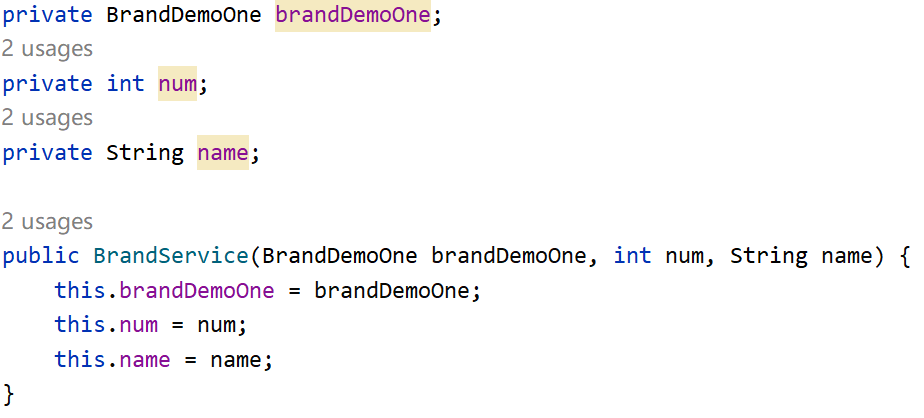 private BrandDemoOne brandDemoOne;
2 usages
private int num;
2 usages
private String name;
2 usages
public BrandService(BrandDemoOne brandDemoOne, int num, String name) {
    this.brandDemoOne = brandDemoOne;
    this.num = num;
    this.name = name;
}